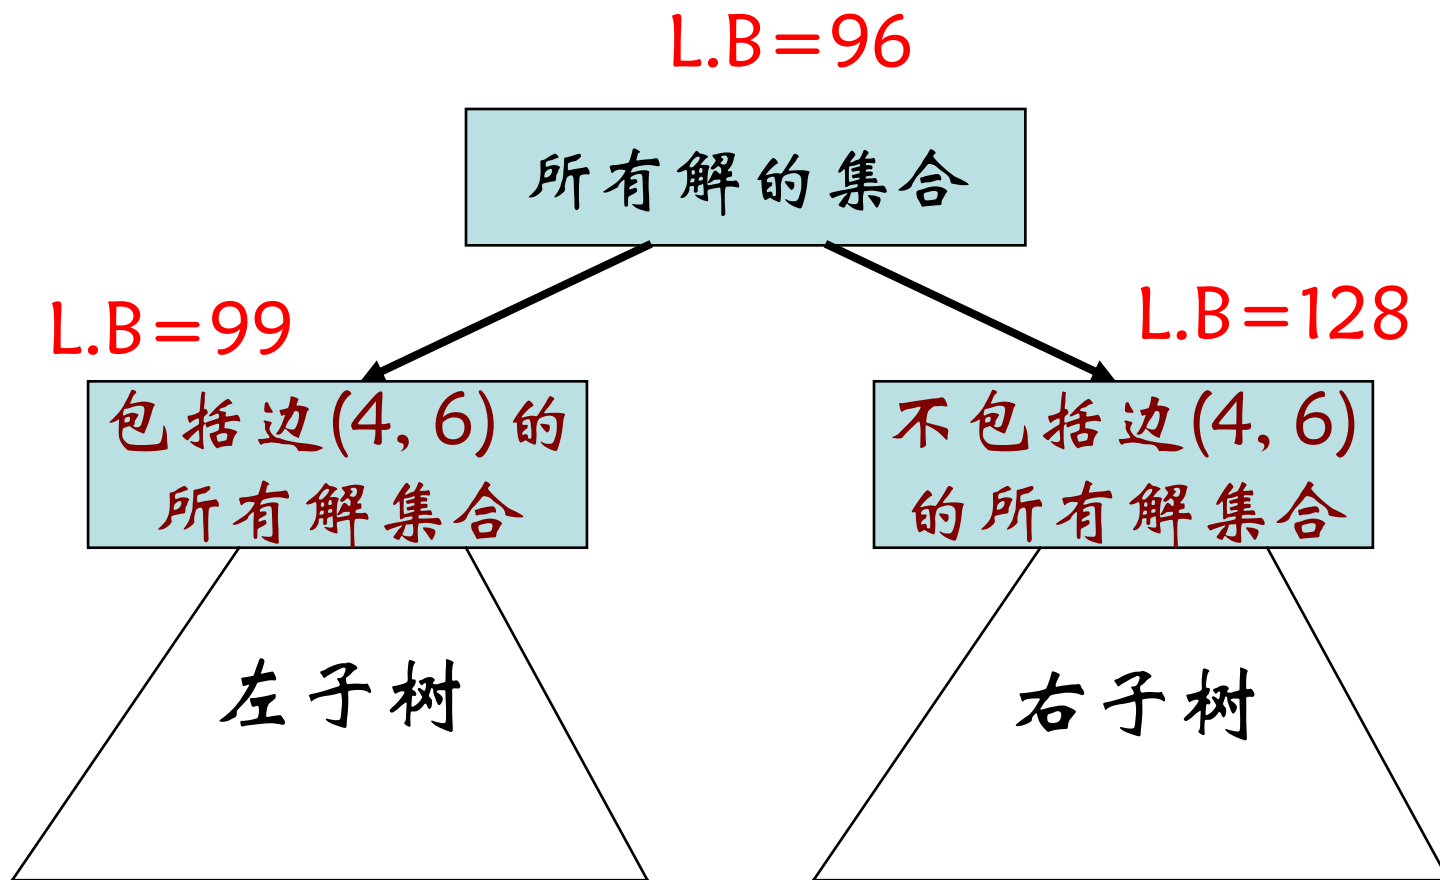 L.B=96
所有解的集合
L.B=99
L.B=128
包括边(4, 6)的
所有解集合
不包括边(4, 6)
的所有解集合
左子树
右子树